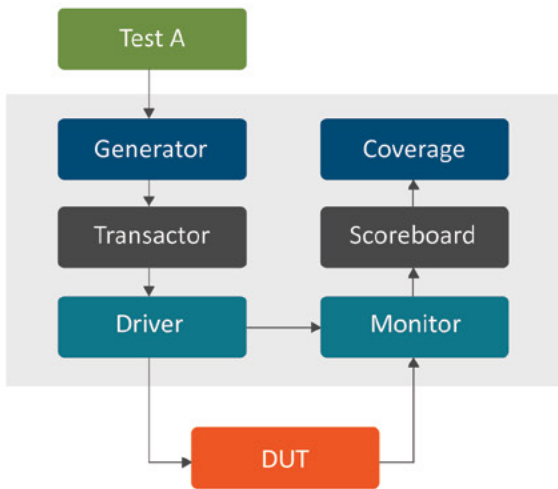 Test A
Generator
Coverage
Transactor
Scoreboard
Driver
Monitor
DUT